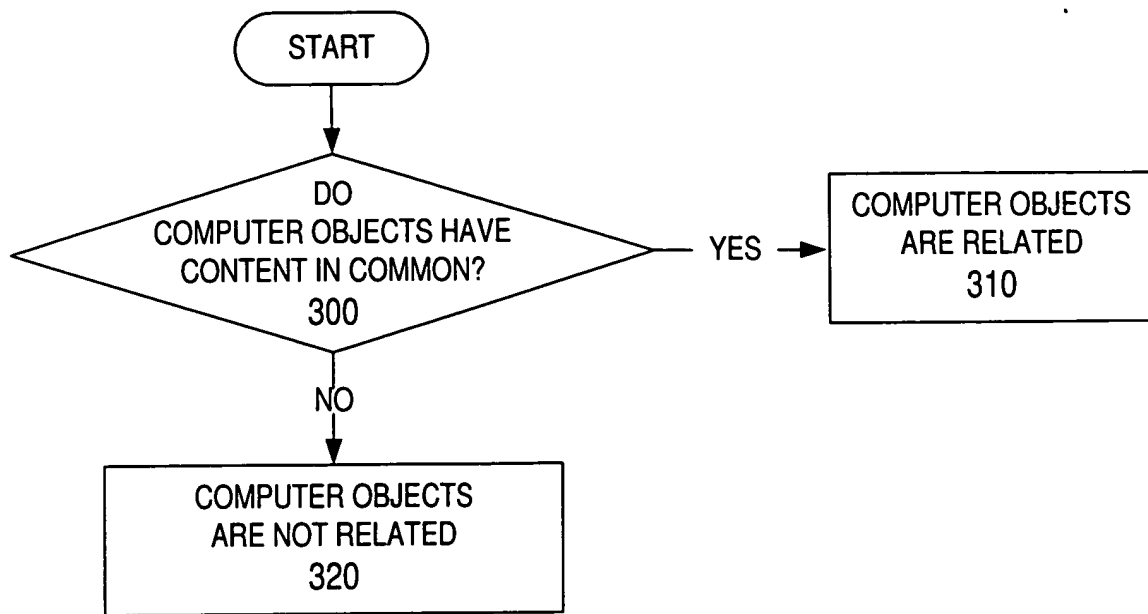 START
DO
COMPUTER OBJECTS HAVE
CONTENT IN COMMON?
300
YES
COMPUTER OBJECTS
ARE RELATED
310
NO
COMPUTER OBJECTS
ARE NOT RELATED
320